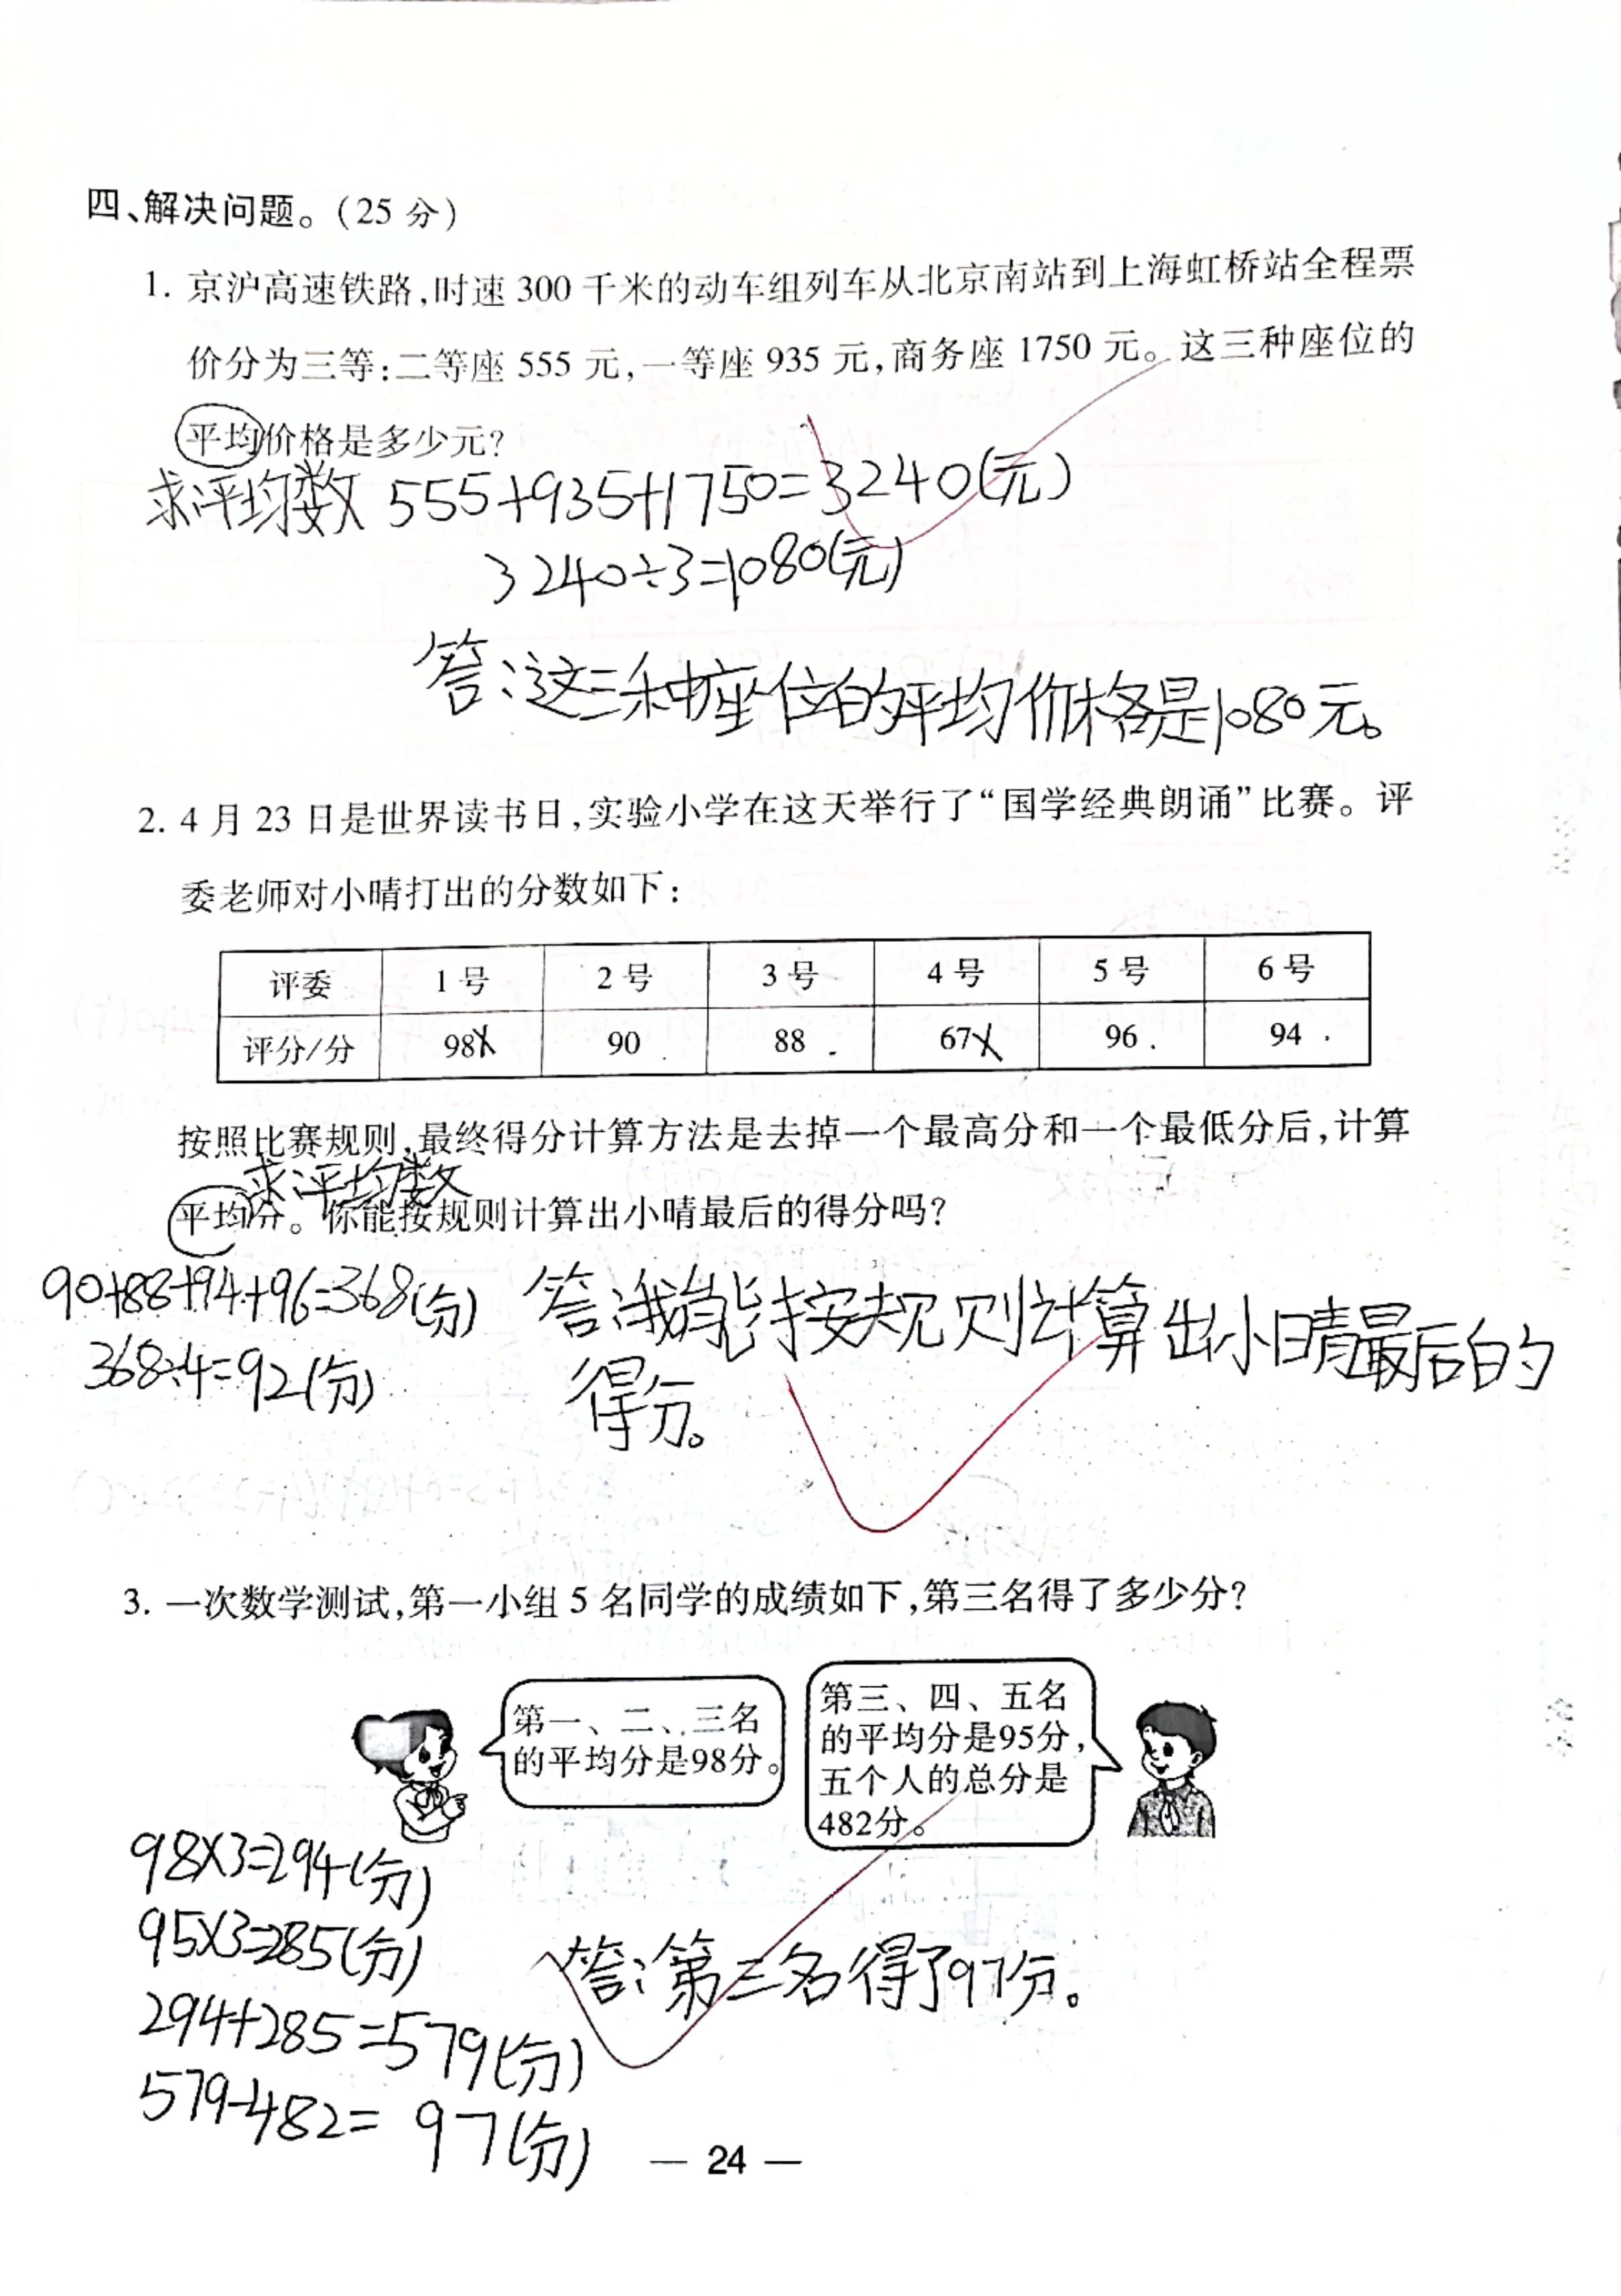 四、解决问题。(25 分)
1. 京沪高速铁路,时速 300 千米的动车组列车从北京南站到上海虹桥站全程票
价分为三等:二等座 555 元,一等座 935 元,商务座 1750 元。这三种座位的
平均价格是多少元?
求平均数 555+935+1750=3240(元)
3240÷3=1080(元)
答:这三种座位的平均价格是1080元。
2. 4 月 23 日是世界读书日,实验小学在这天举行了“国学经典朗诵”比赛。评
委老师对小晴打出的分数如下:
评委 1 号 2 号 3 号 4 号 5 号 6 号
评分/分 98 90 88 67 96 94
按照比赛规则,最终得分计算方法是去掉一个最高分和一个最低分后,计算
求平均数
平均分。你能按规则计算出小晴最后的得分吗?
90+88+94+96=368(分)
368÷4=92(分)
答:我能按规则计算出小晴最后的
得分。
3. 一次数学测试,第一小组 5 名同学的成绩如下,第三名得了多少分?
第一、二、三名
的平均分是98分。
第三、四、五名
的平均分是95分,
五个人的总分是
482分。
98×3=294(分)
95×3=285(分)
294+285=579(分)
579-482=97(分)
答:第三名得了97分。
— 24 —